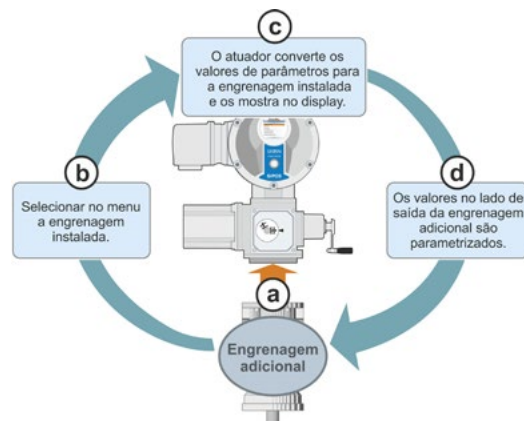 c
O atuador converte os
valores de parâmetros para
a engrenagem instalada
e os mostra no display.
b
Selecionar no menu
a engrenagem
instalada.
d
Os valores no lado de
saída da engrenagem
adicional são
parametrizados.
SIPOS
a
Engrenagem
adicional